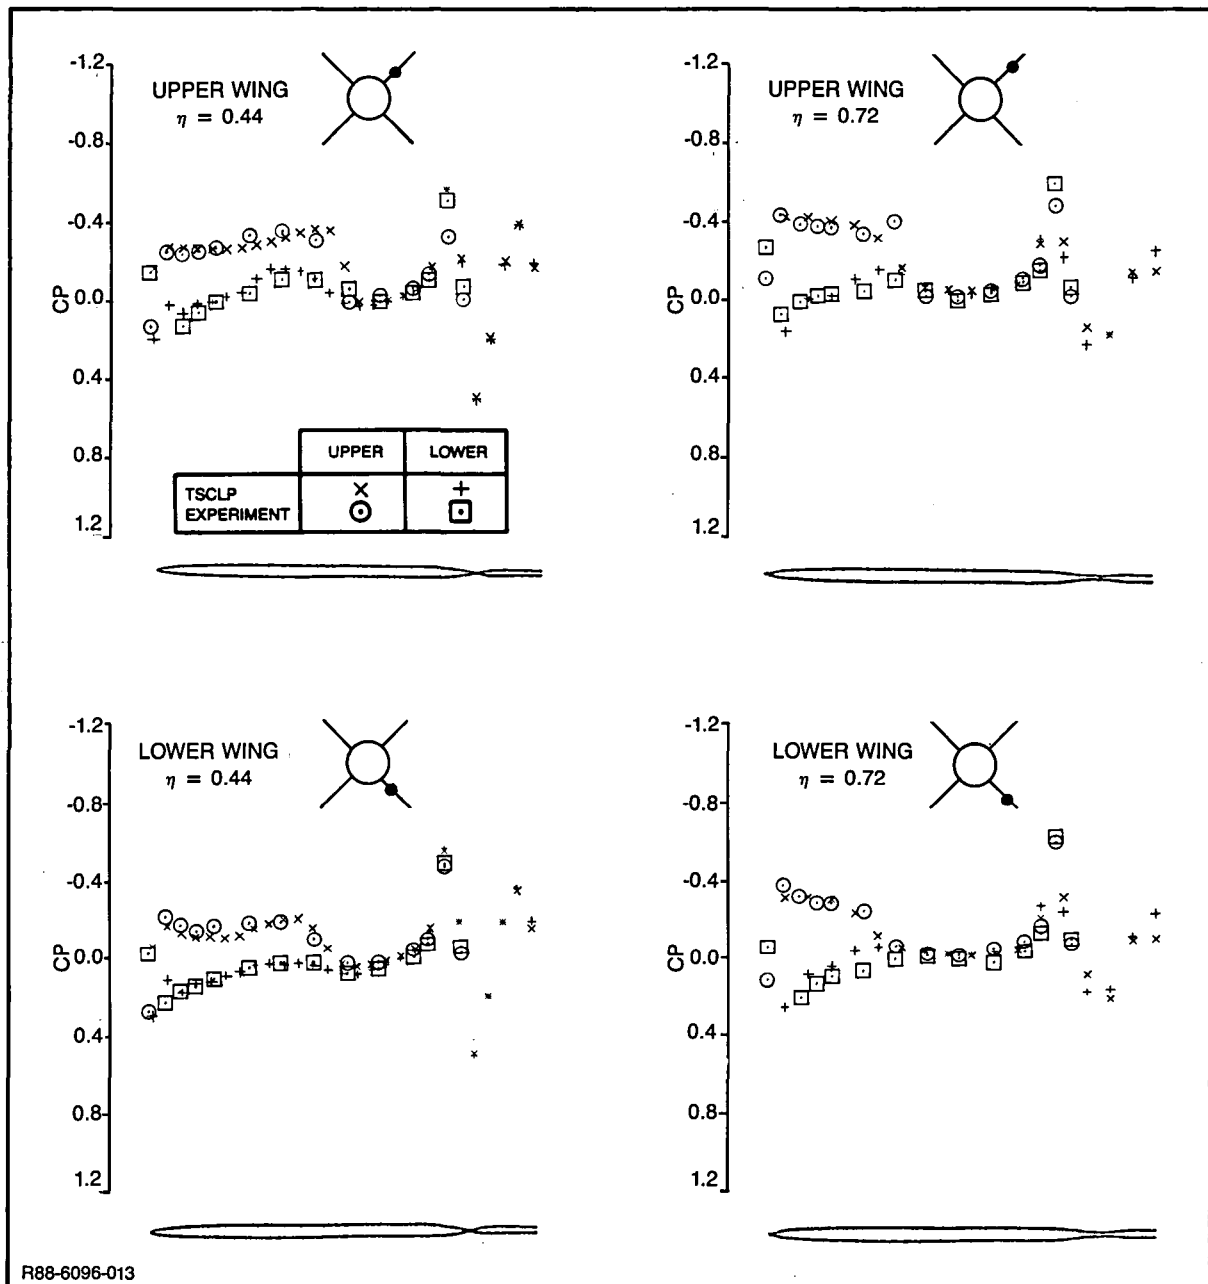 UPPER WING
η = 0.44
-1.2
-0.8
-0.4
0.0
0.4
0.8
1.2
CP
UPPER LOWER
TSCLP × +
EXPERIMENT
UPPER WING
η = 0.72
-1.2
-0.8
-0.4
0.0
0.4
0.8
1.2
CP
LOWER WING
η = 0.44
-1.2
-0.8
-0.4
0.0
0.4
0.8
1.2
CP
LOWER WING
η = 0.72
-1.2
-0.8
-0.4
0.0
0.4
0.8
1.2
CP
R88-6096-013